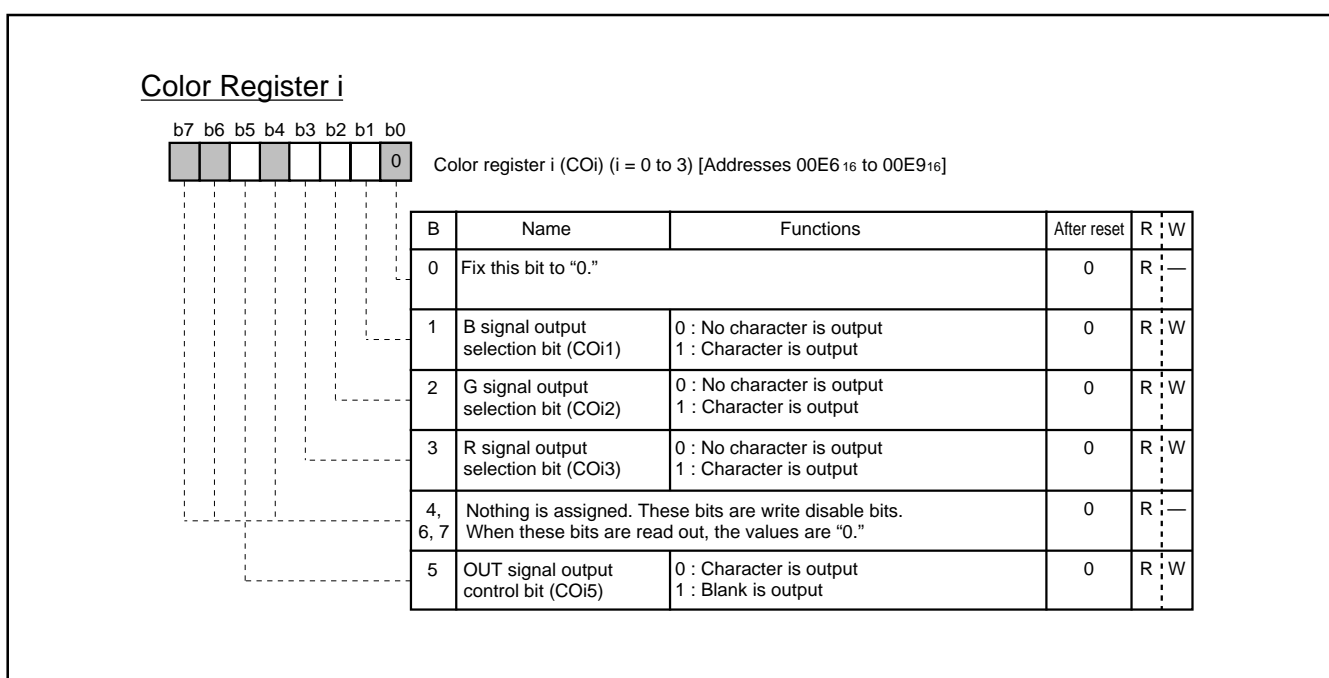 Color Register i
b7 b6 b5 b4 b3 b2 b1 b0
0
Color register i (COi) (i = 0 to 3) [Addresses 00E6₁₆ to 00E9₁₆]
B Name Functions After reset R W
0 Fix this bit to “0.” 0 R —
1 B signal output 0 : No character is output 0 R W
selection bit (COi1) 1 : Character is output
2 G signal output 0 : No character is output 0 R W
selection bit (COi2) 1 : Character is output
3 R signal output 0 : No character is output 0 R W
selection bit (COi3) 1 : Character is output
4, Nothing is assigned. These bits are write disable bits. 0 R —
6, 7 When these bits are read out, the values are “0.”
5 OUT signal output 0 : Character is output 0 R W
control bit (COi5) 1 : Blank is output